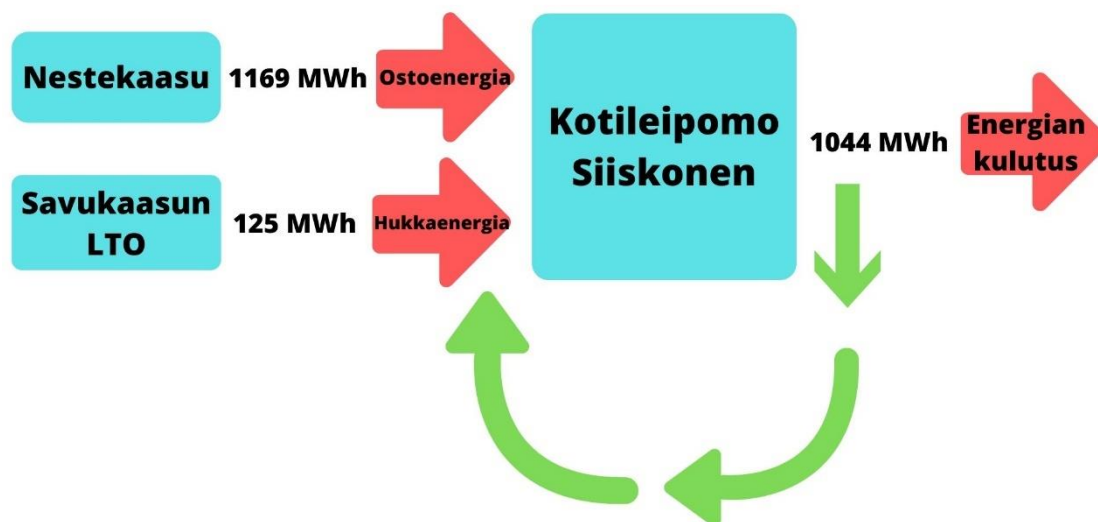 Nestekaasu
1169 MWh
Ostoenergia
Savukaasun
LTO
125 MWh
Hukkaenergia
Kotileipomo
Siiskonen
1044 MWh
Energian
kulutus